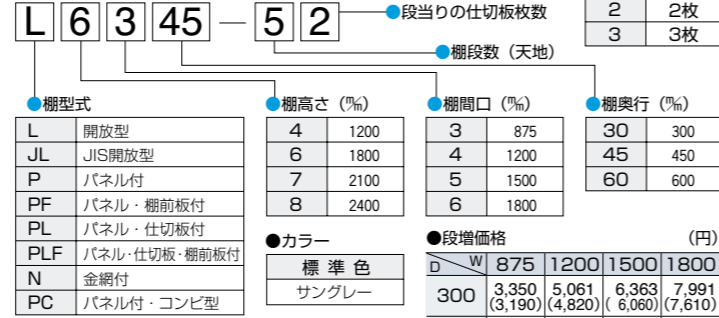 L 6 3 45 — 5 2
●段当りの仕切板枚数
2 2枚
3 3枚
●棚段数（天地）
●棚型式
L 開放型
JL JIS開放型
P パネル付
PF パネル・棚前板付
PL パネル・仕切板付
PLF パネル・仕切板・棚前板付
N 金網付
PC パネル付・コンビ型
●棚高さ（㎜）
4 1200
6 1800
7 2100
8 2400
●棚間口（㎜）
3 875
4 1200
5 1500
6 1800
●棚奥行（㎜）
30 300
45 450
60 600
●カラー
標準色
サングレー
●段増価格 （円）
D W 875 1200 1500 1800
300 3,350 5,061 6,363 7,991
(3,190) (4,820) ( 6,060) (7,610)